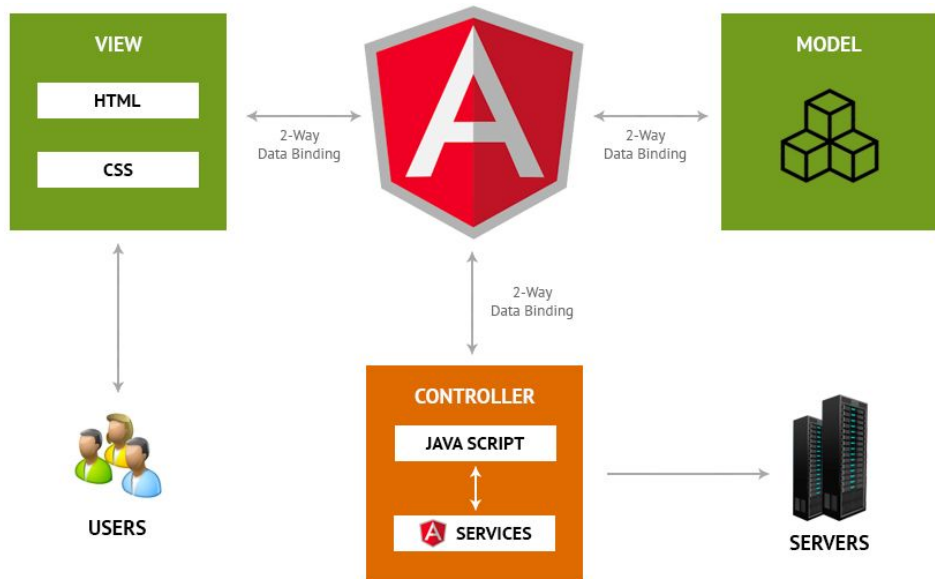 VIEW
HTML
CSS
2-Way
Data Binding
A
2-Way
Data Binding
MODEL
2-Way
Data Binding
CONTROLLER
JAVA SCRIPT
A SERVICES
USERS
SERVERS